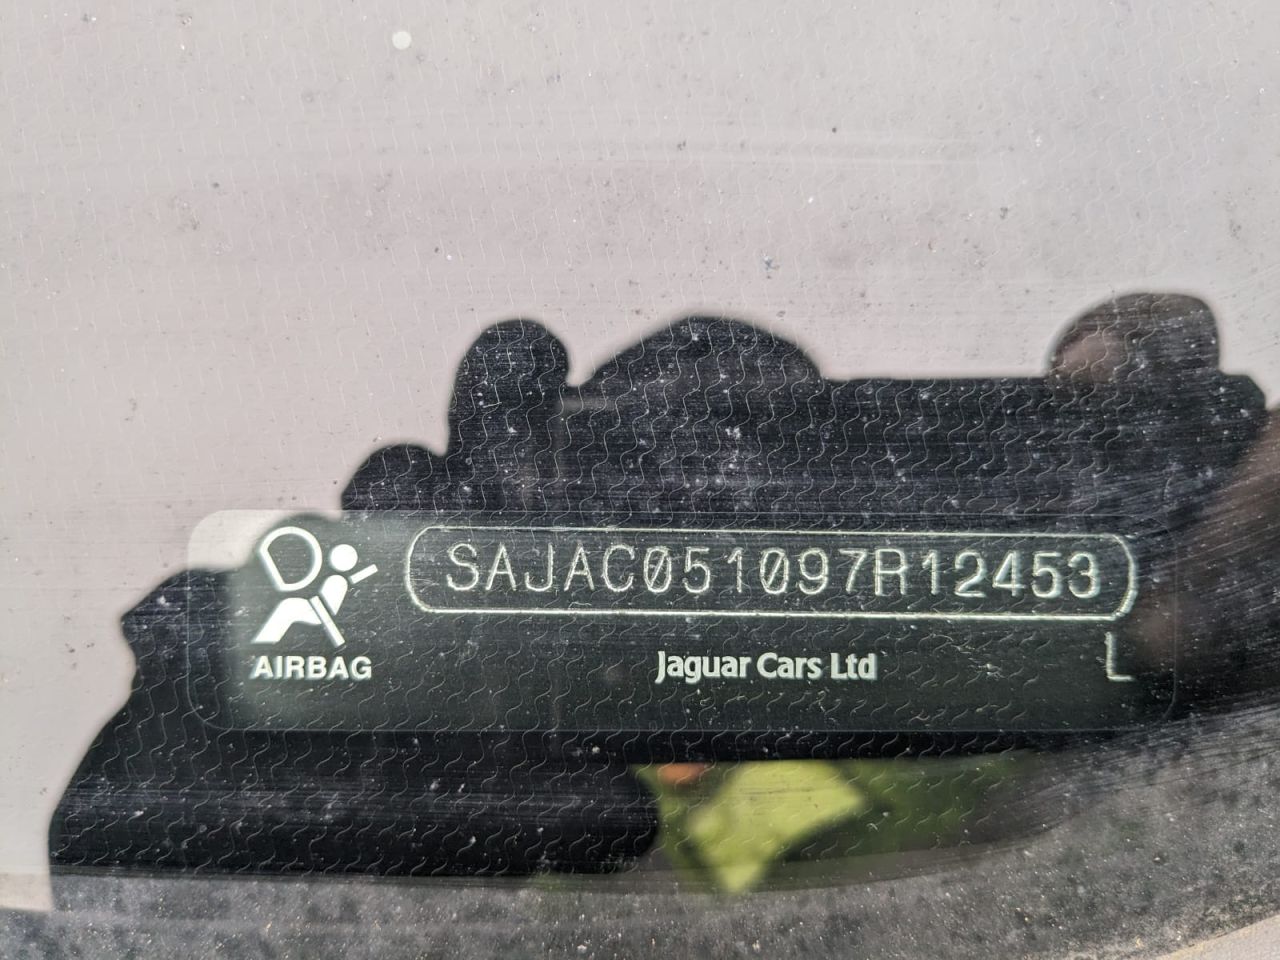 SAJAC051097R12453
AIRBAG
Jaguar Cars Ltd
L